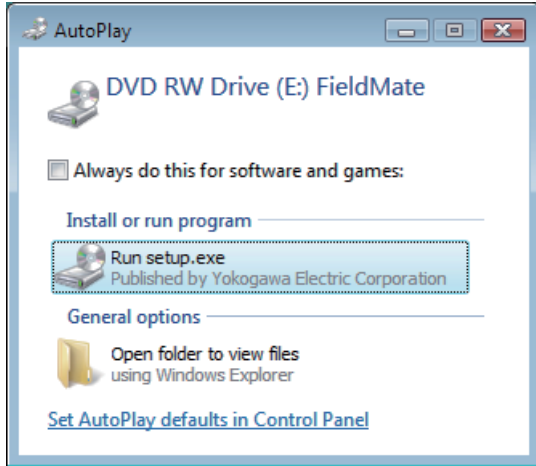 AutoPlay
DVD RW Drive (E:) FieldMate
Always do this for software and games:
Install or run program
Run setup.exe
Published by Yokogawa Electric Corporation
General options
Open folder to view files
using Windows Explorer
Set AutoPlay defaults in Control Panel